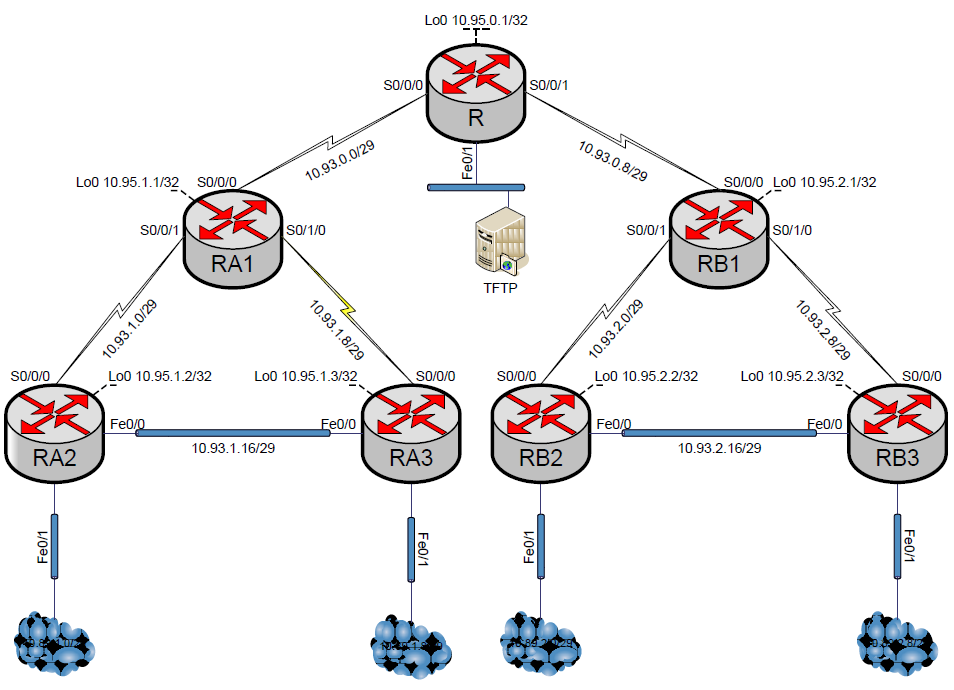 Lo0 10.95.0.1/32
S0/0/0
S0/0/1
R
10.93.0.0/29
Fe0/1
10.93.0.8/29
TFTP
Lo0 10.95.1.1/32
S0/0/0
S0/0/1
S0/1/0
RA1
S0/0/0
Lo0 10.95.2.1/32
S0/0/1
S0/1/0
RB1
10.93.1.0/29
10.93.1.8/29
10.93.2.0/29
10.93.2.8/29
S0/0/0
Lo0 10.95.1.2/32
Lo0 10.95.1.3/32
S0/0/0
S0/0/0
Lo0 10.95.2.2/32
Lo0 10.95.2.3/32
S0/0/0
RA2
Fe0/0
Fe0/0
10.93.1.16/29
RA3
RB2
Fe0/0
Fe0/0
10.93.2.16/29
RB3
Fe0/1
Fe0/1
Fe0/1
Fe0/1